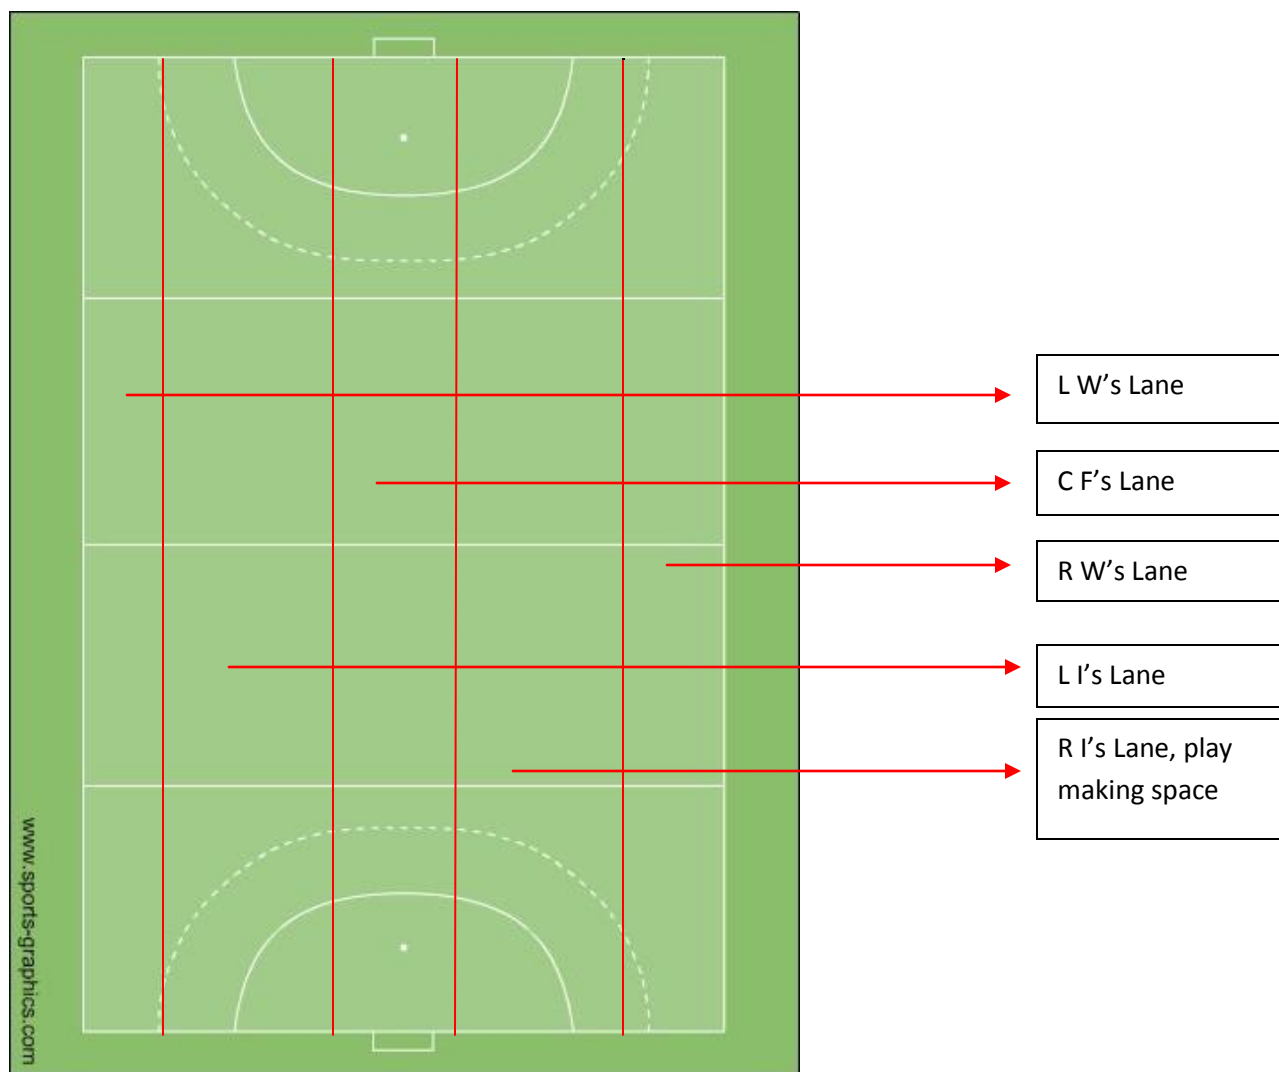 L W’s Lane
C F’s Lane
R W’s Lane
L I’s Lane
R I’s Lane, play
making space
www.sports-graphics.com